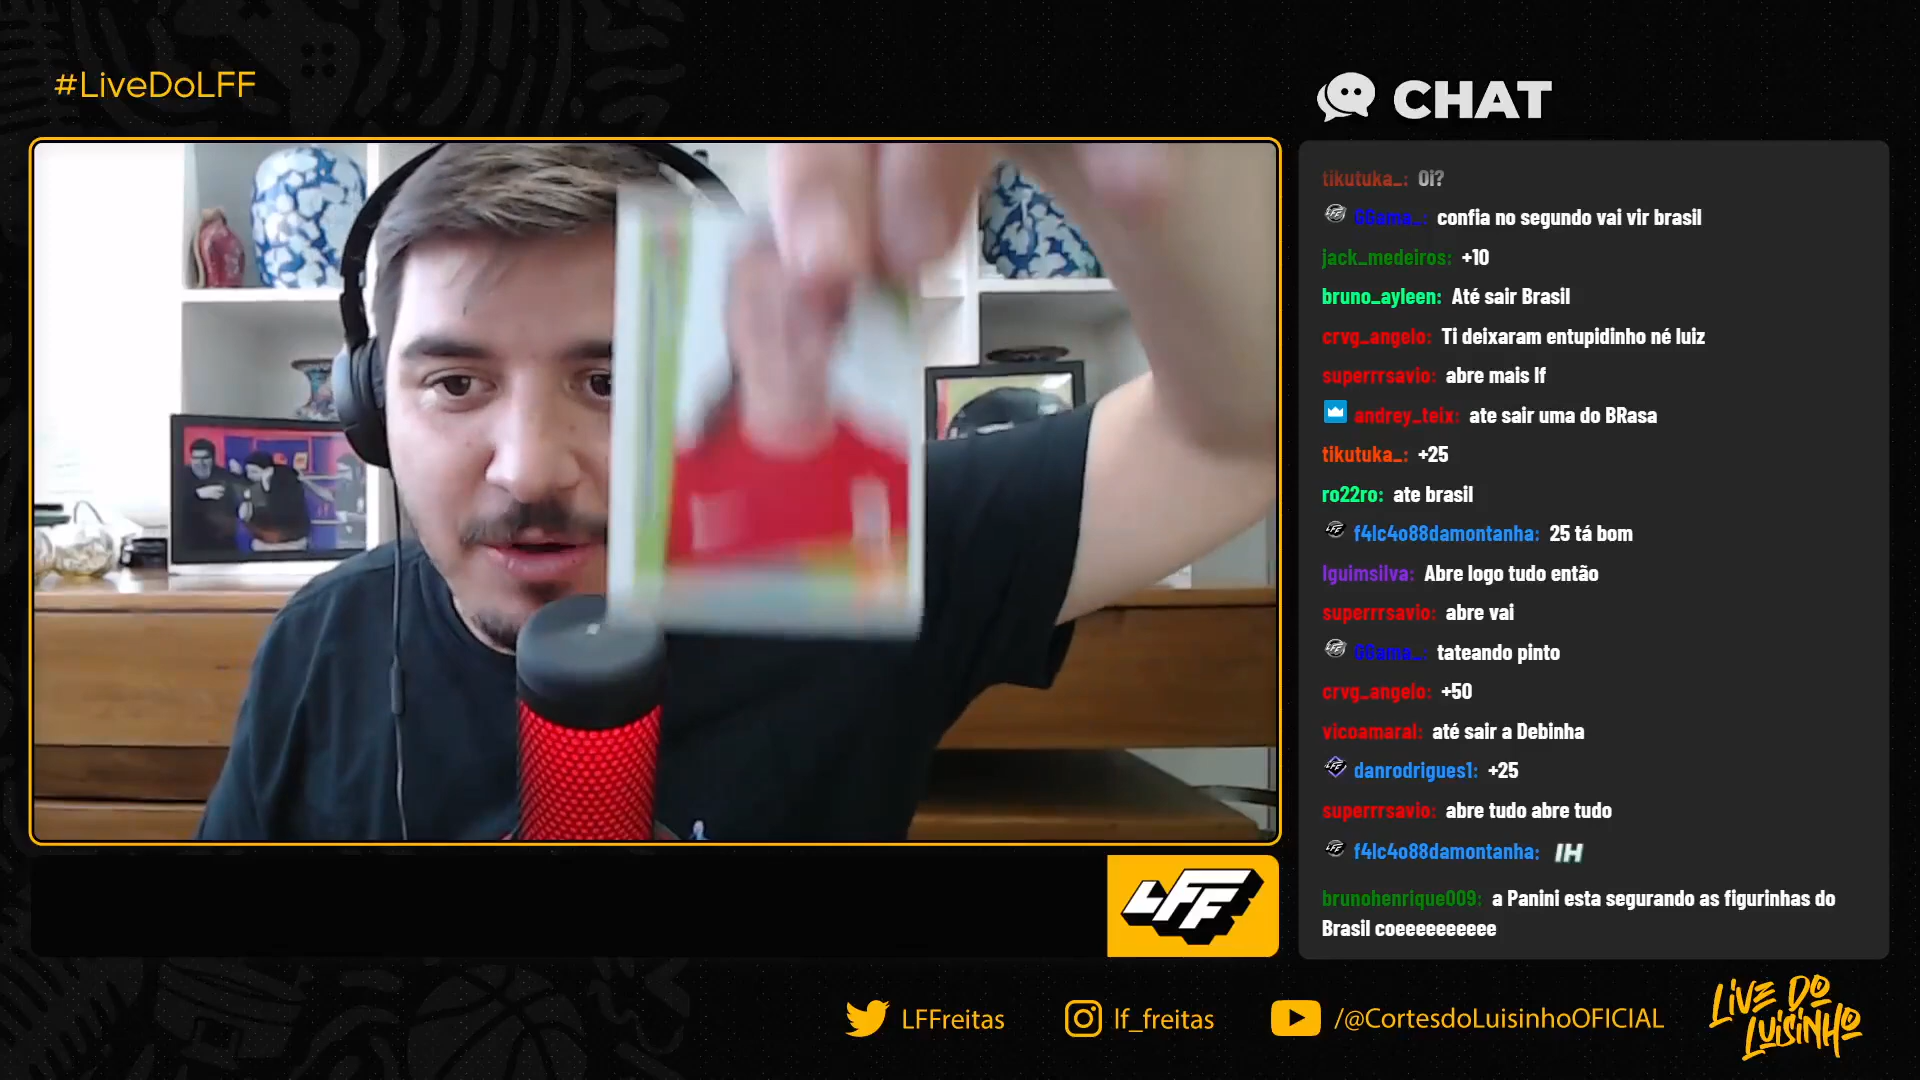 #LiveDoLFF
CHAT
tikutuka_: Oi?
GGama_: confia no segundo vai vir brasil
jack_medeiros: +10
bruno_ayleen: Até sair Brasil
crvg_angelo: Ti deixaram entupidinho né luiz
superrrsavio: abre mais lf
andrey_teix: ate sair uma do BRasa
tikutuka_: +25
ro22ro: ate brasil
f4lc4o88damontanha: 25 tá bom
lguimsilva: Abre logo tudo então
superrrsavio: abre vai
GGama_: tateando pinto
crvg_angelo: +50
vicoamaral: até sair a Debinha
danrodrigues1: +25
superrrsavio: abre tudo abre tudo
f4lc4o88damontanha: IH
brunohenrique009: a Panini esta segurando as figurinhas do
Brasil coeeeeeeeeee
LFF
LFFreitas
lf_freitas
/@CortesdoLuisinhoOFICIAL
LIVE DO
LUISINHO